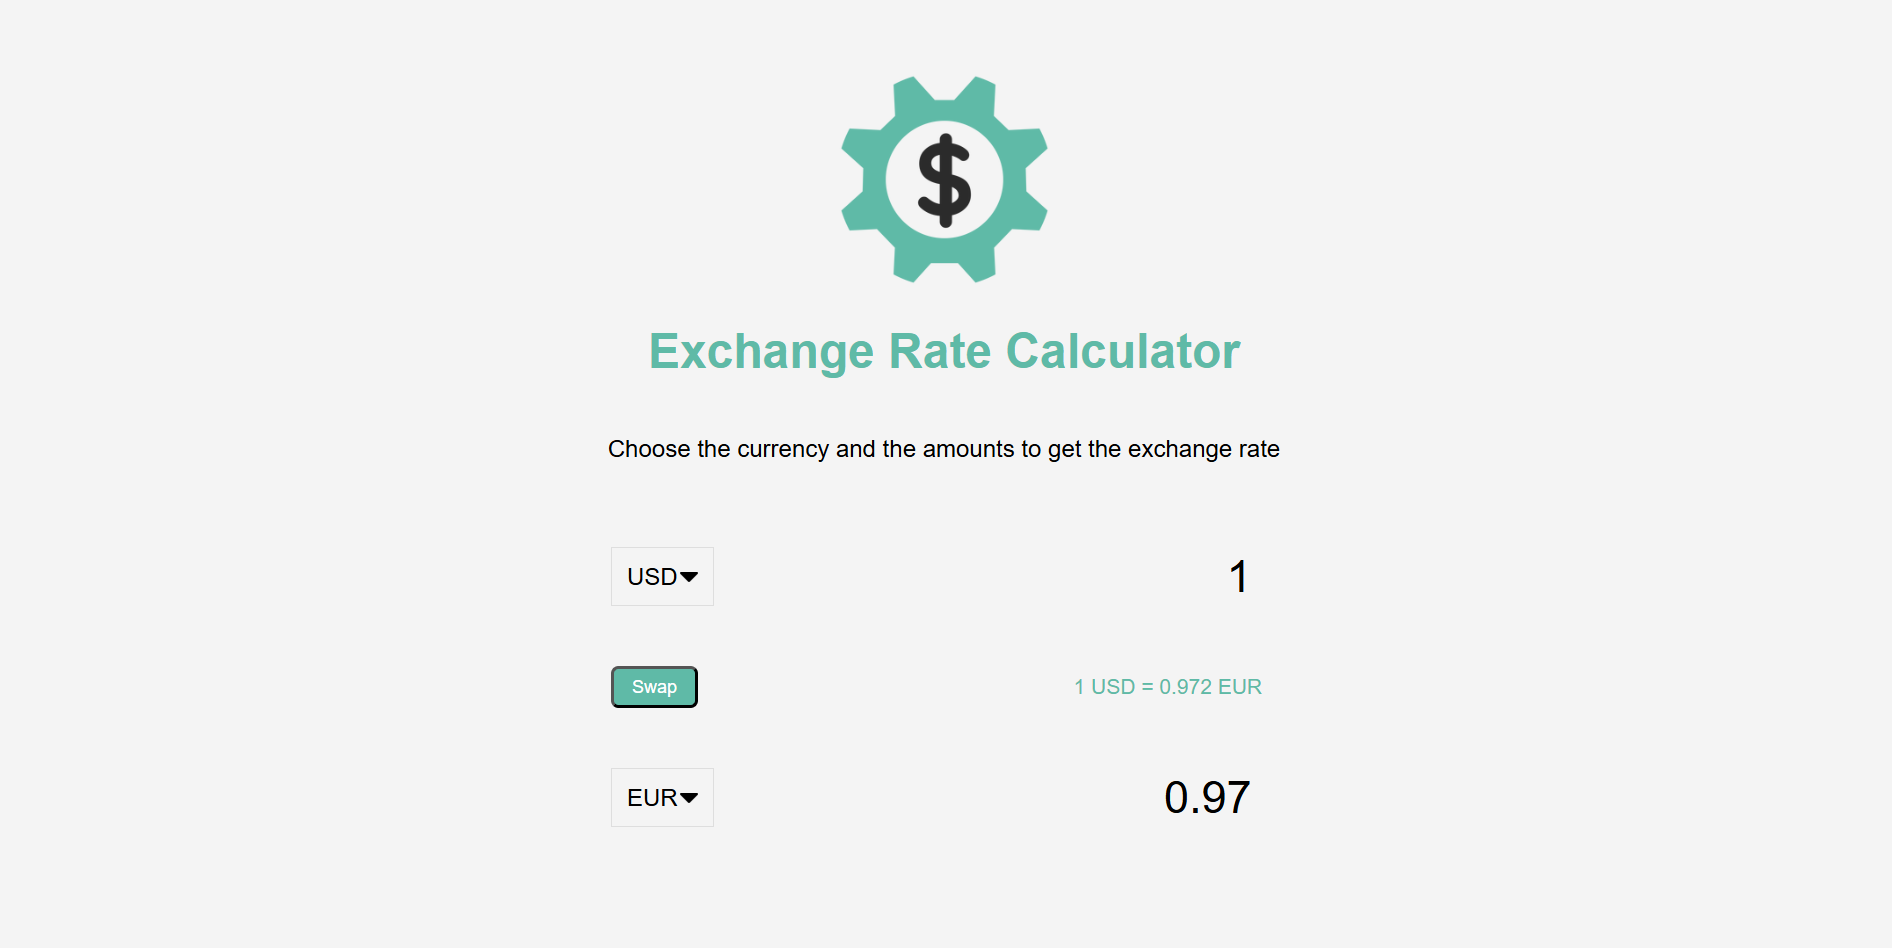 $
Exchange Rate Calculator
Choose the currency and the amounts to get the exchange rate
USD
1
Swap
1 USD = 0.972 EUR
EUR
0.97